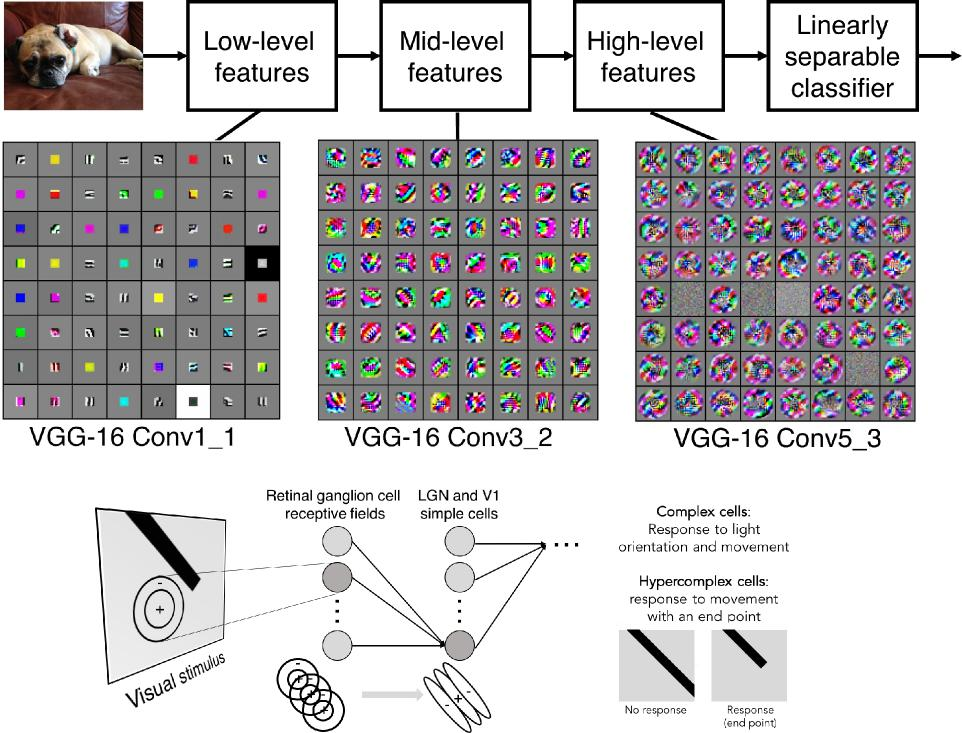 Low-level
features
Mid-level
features
High-level
features
Linearly
separable
classifier
VGG-16 Conv1_1
VGG-16 Conv3_2
VGG-16 Conv5_3
Retinal ganglion cell
receptive fields
LGN and V1
simple cells
Complex cells:
Response to light
orientation and movement
Hypercomplex cells:
response to movement
with an end point
-
+
Visual stimulus
No response
Response
(end point)